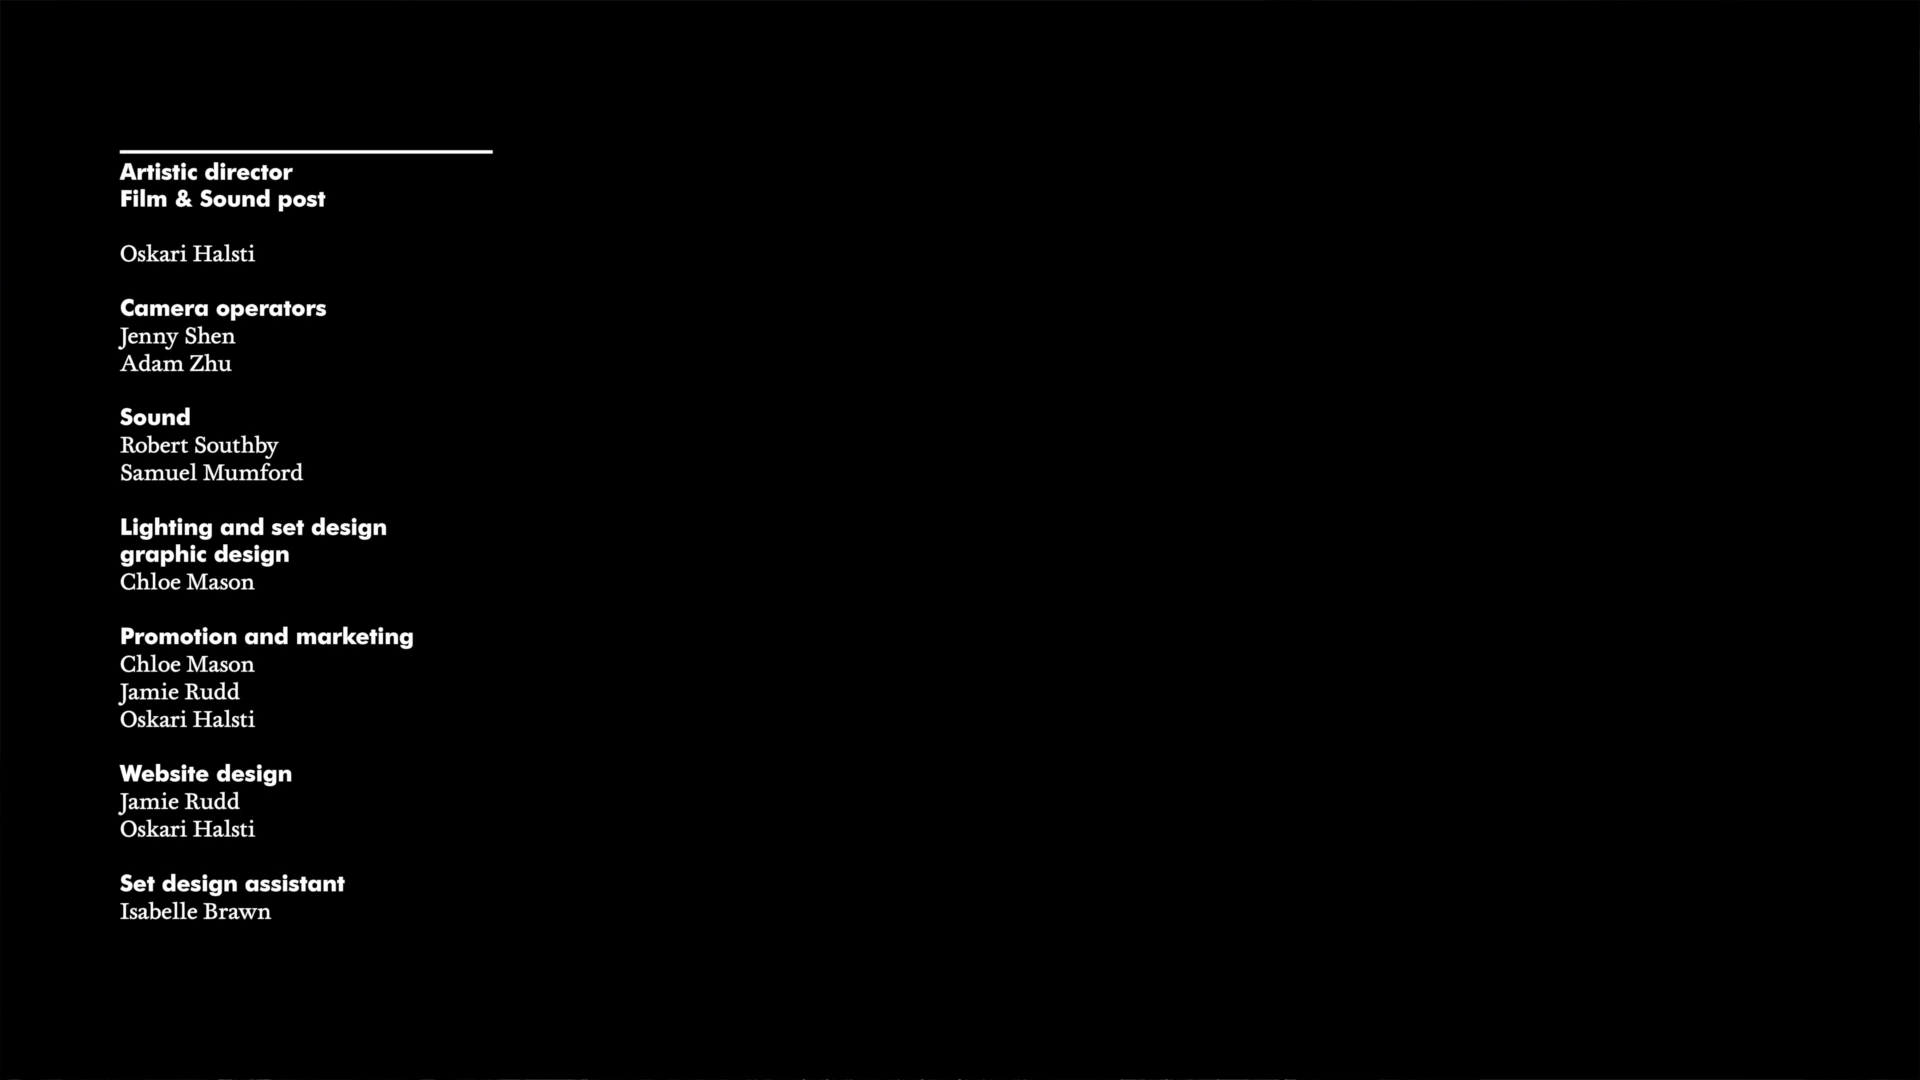 Artistic director
Film & Sound post
Oskari Halsti
Camera operators
Jenny Shen
Adam Zhu
Sound
Robert Southby
Samuel Mumford
Lighting and set design
graphic design
Chloe Mason
Promotion and marketing
Chloe Mason
Jamie Rudd
Oskari Halsti
Website design
Jamie Rudd
Oskari Halsti
Set design assistant
Isabelle Brawn